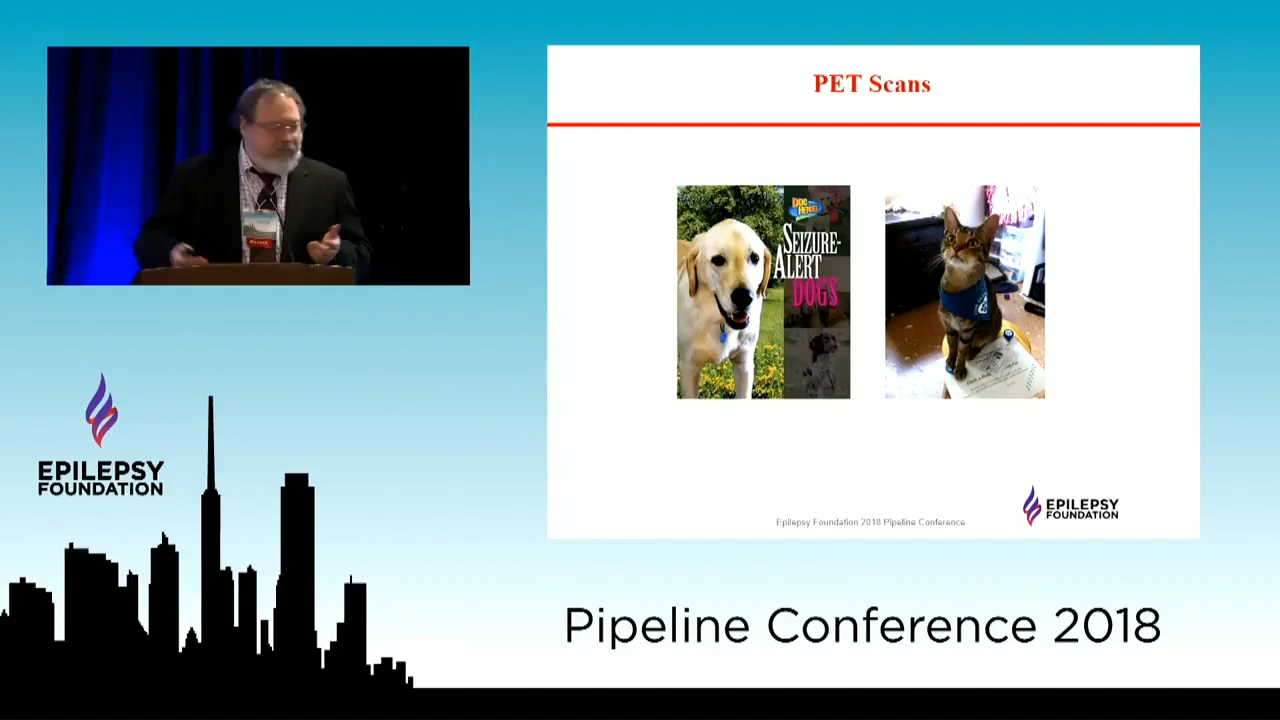 PET Scans
DOG
HEROES
SEIZURE-
ALERT
DOGS
EPILEPSY
FOUNDATION
Epilepsy Foundation 2018 Pipeline Conference
EPILEPSY
FOUNDATION
Pipeline Conference 2018